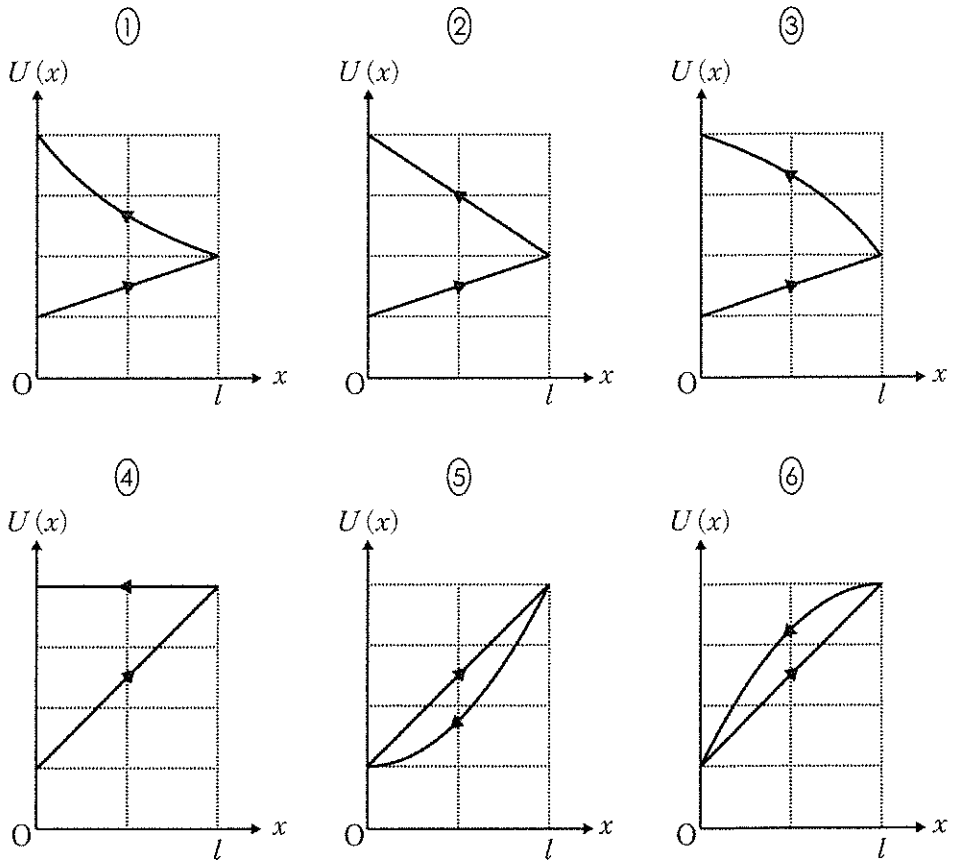 ① ② ③
U(x) U(x) U(x)
O l x O l x O l x
④ ⑤ ⑥
U(x) U(x) U(x)
O l x O l x O l x